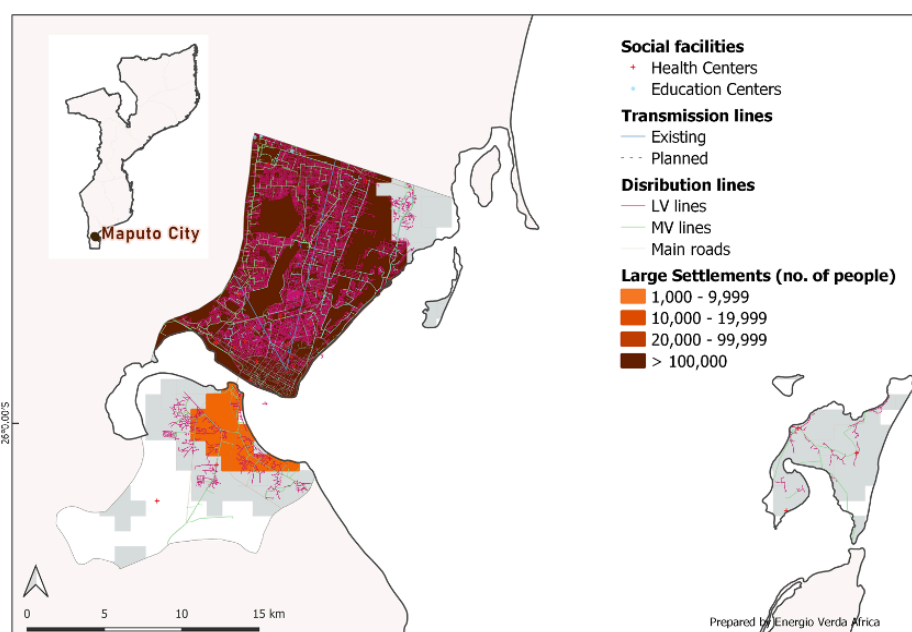 Maputo City
Social facilities
Health Centers
Education Centers
Transmission lines
Existing
Planned
Disribution lines
LV lines
MV lines
Main roads
Large Settlements (no. of people)
1,000 - 9,999
10,000 - 19,999
20,000 - 99,999
> 100,000
26°0.00'S
0 5 10 15 km
Prepared by Energio Verda Africa